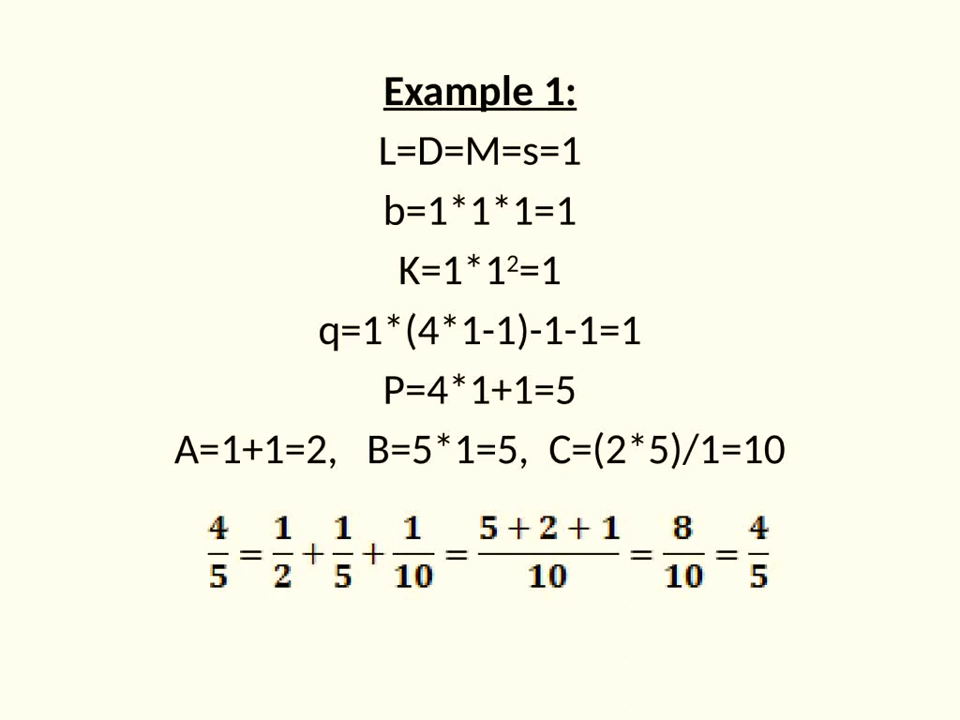 Example 1:
L=D=M=s=1
b=1*1*1=1
K=1*1²=1
q=1*(4*1-1)-1-1=1
P=4*1+1=5
A=1+1=2, B=5*1=5, C=(2*5)/1=10
4/5 = 1/2 + 1/5 + 1/10 = (5 + 2 + 1)/10 = 8/10 = 4/5